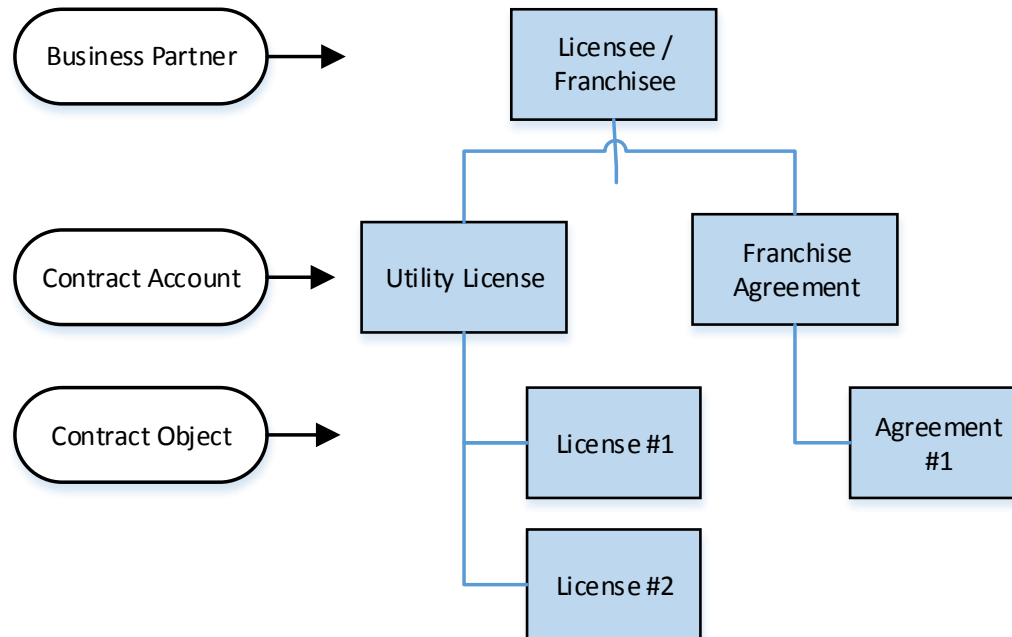 Business Partner
Licensee /
Franchisee
Contract Account
Utility License
Franchise
Agreement
Contract Object
License #1
Agreement
#1
License #2